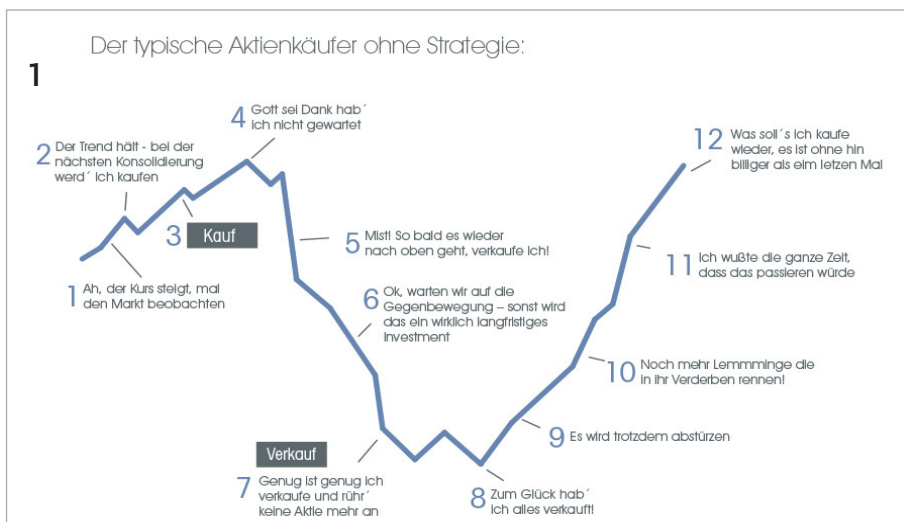 Der typische Aktienkäufer ohne Strategie:
1
1 Ah, der Kurs steigt, mal
den Markt beobachten
2 Der Trend hält - bei der
nächsten Konsolidierung
werd´ ich kaufen
3 Kauf
4 Gott sei Dank hab´
ich nicht gewartet
5 Mist! So bald es wieder
nach oben geht, verkaufe ich!
6 Ok, warten wir auf die
Gegenbewegung – sonst wird
das ein wirklich langfristiges
Investment
Verkauf
7 Genug ist genug ich
verkaufe und rühr´
keine Aktie mehr an
8 Zum Glück hab´
ich alles verkauft!
9 Es wird trotzdem abstürzen
10 Noch mehr Lemmminge die
in ihr Verderben rennen!
11 Ich wußte die ganze Zeit,
dass das passieren würde
12 Was soll´s ich kaufe
wieder, es ist ohne hin
billiger als eim letzen Mal